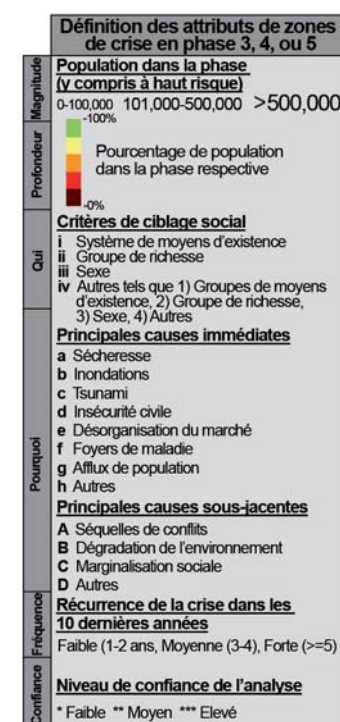 Définition des attributs de zones
de crise en phase 3, 4, ou 5
Magnitude
Population dans la phase
(y compris à haut risque)
0-100,000 101,000-500,000 >500,000
Profondeur
-100%
Pourcentage de population
dans la phase respective
-0%
Qui
Critères de ciblage social
i Système de moyens d'existence
ii Groupe de richesse
iii Sexe
iv Autres tels que 1) Groupes de moyens
d'existence, 2) Groupe de richesse,
3) Sexe, 4) Autres
Pourquoi
Principales causes immédiates
a Sécheresse
b Inondations
c Tsunami
d Insécurité civile
e Désorganisation du marché
f Foyers de maladie
g Afflux de population
h Autres
Principales causes sous-jacentes
A Séquelles de conflits
B Dégradation de l'environnement
C Marginalisation sociale
D Autres
Fréquence
Récurrence de la crise dans les
10 dernières années
Faible (1-2 ans, Moyenne (3-4), Forte (>=5)
Confiance
Niveau de confiance de l'analyse
* Faible ** Moyen *** Elevé